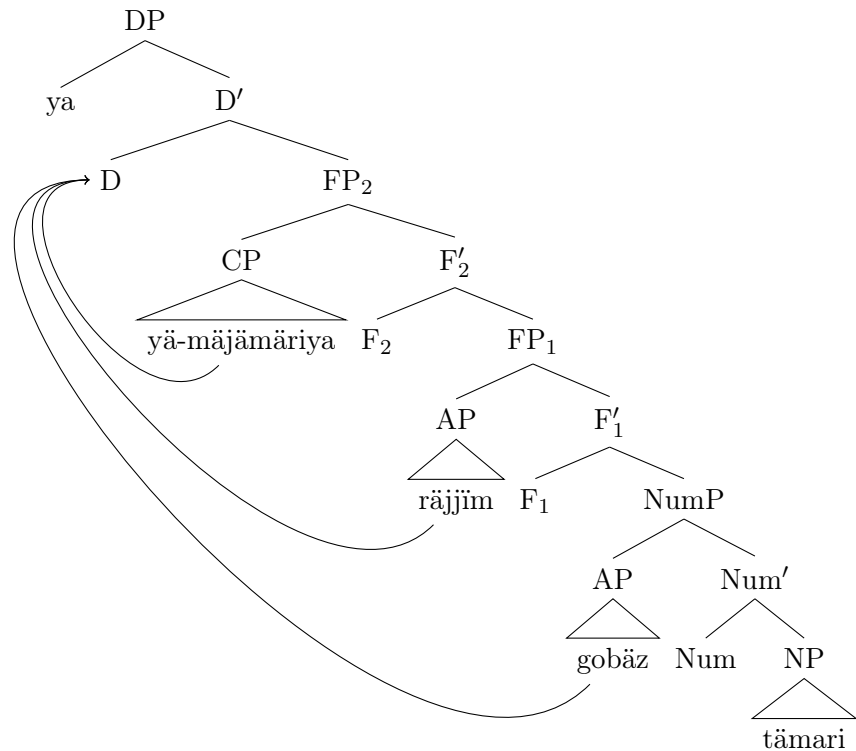 DP
ya D′
D FP₂
CP F′₂
yä-mäjämäriya F₂ FP₁
AP F′₁
räjjïm F₁ NumP
AP Num′
gobäz Num NP
tämari